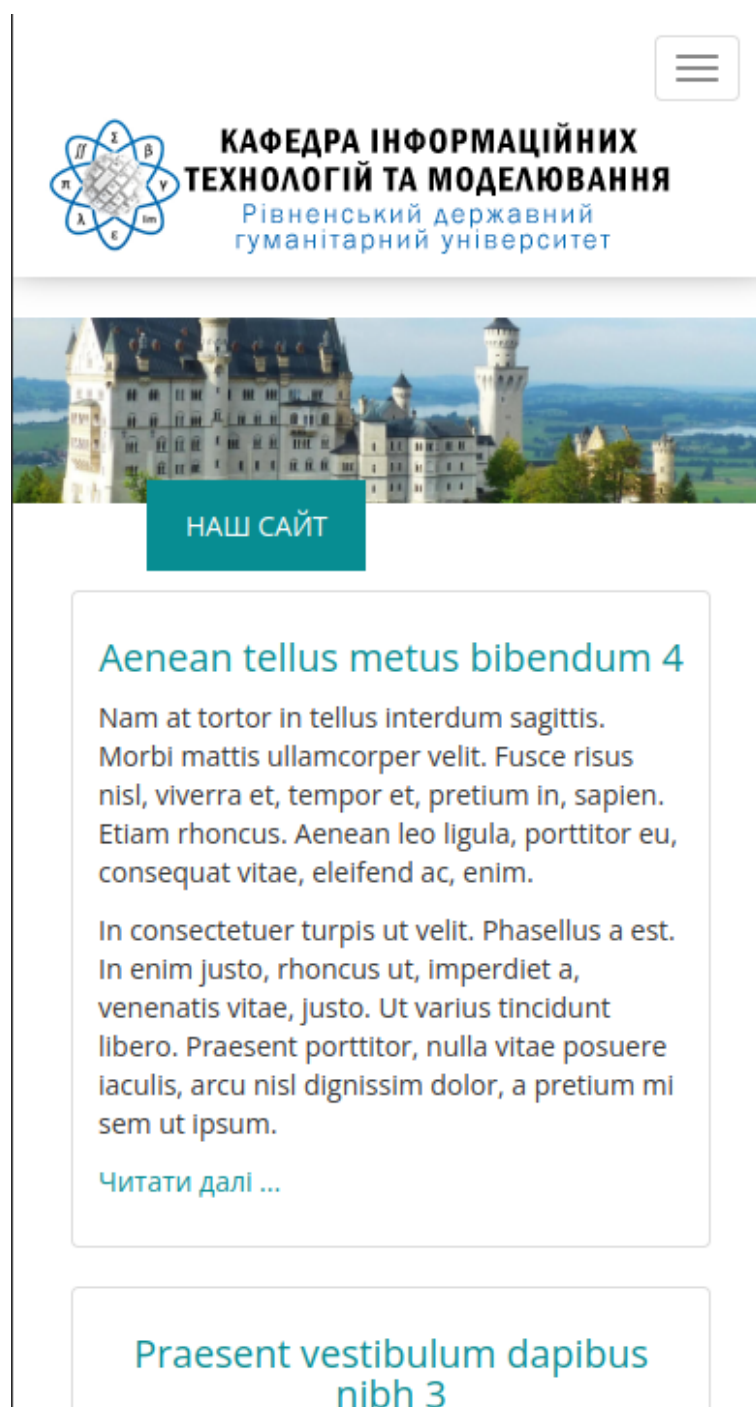 ∬ Σ β
π γ
λ lim
ε
КАФЕДРА ІНФОРМАЦІЙНИХ
ТЕХНОЛОГІЙ ТА МОДЕЛЮВАННЯ
Рівненський державний
гуманітарний університет
НАШ САЙТ
Aenean tellus metus bibendum 4
Nam at tortor in tellus interdum sagittis.
Morbi mattis ullamcorper velit. Fusce risus
nisl, viverra et, tempor et, pretium in, sapien.
Etiam rhoncus. Aenean leo ligula, porttitor eu,
consequat vitae, eleifend ac, enim.
In consectetuer turpis ut velit. Phasellus a est.
In enim justo, rhoncus ut, imperdiet a,
venenatis vitae, justo. Ut varius tincidunt
libero. Praesent porttitor, nulla vitae posuere
iaculis, arcu nisl dignissim dolor, a pretium mi
sem ut ipsum.
Читати далі ...
Praesent vestibulum dapibus
nibh 3